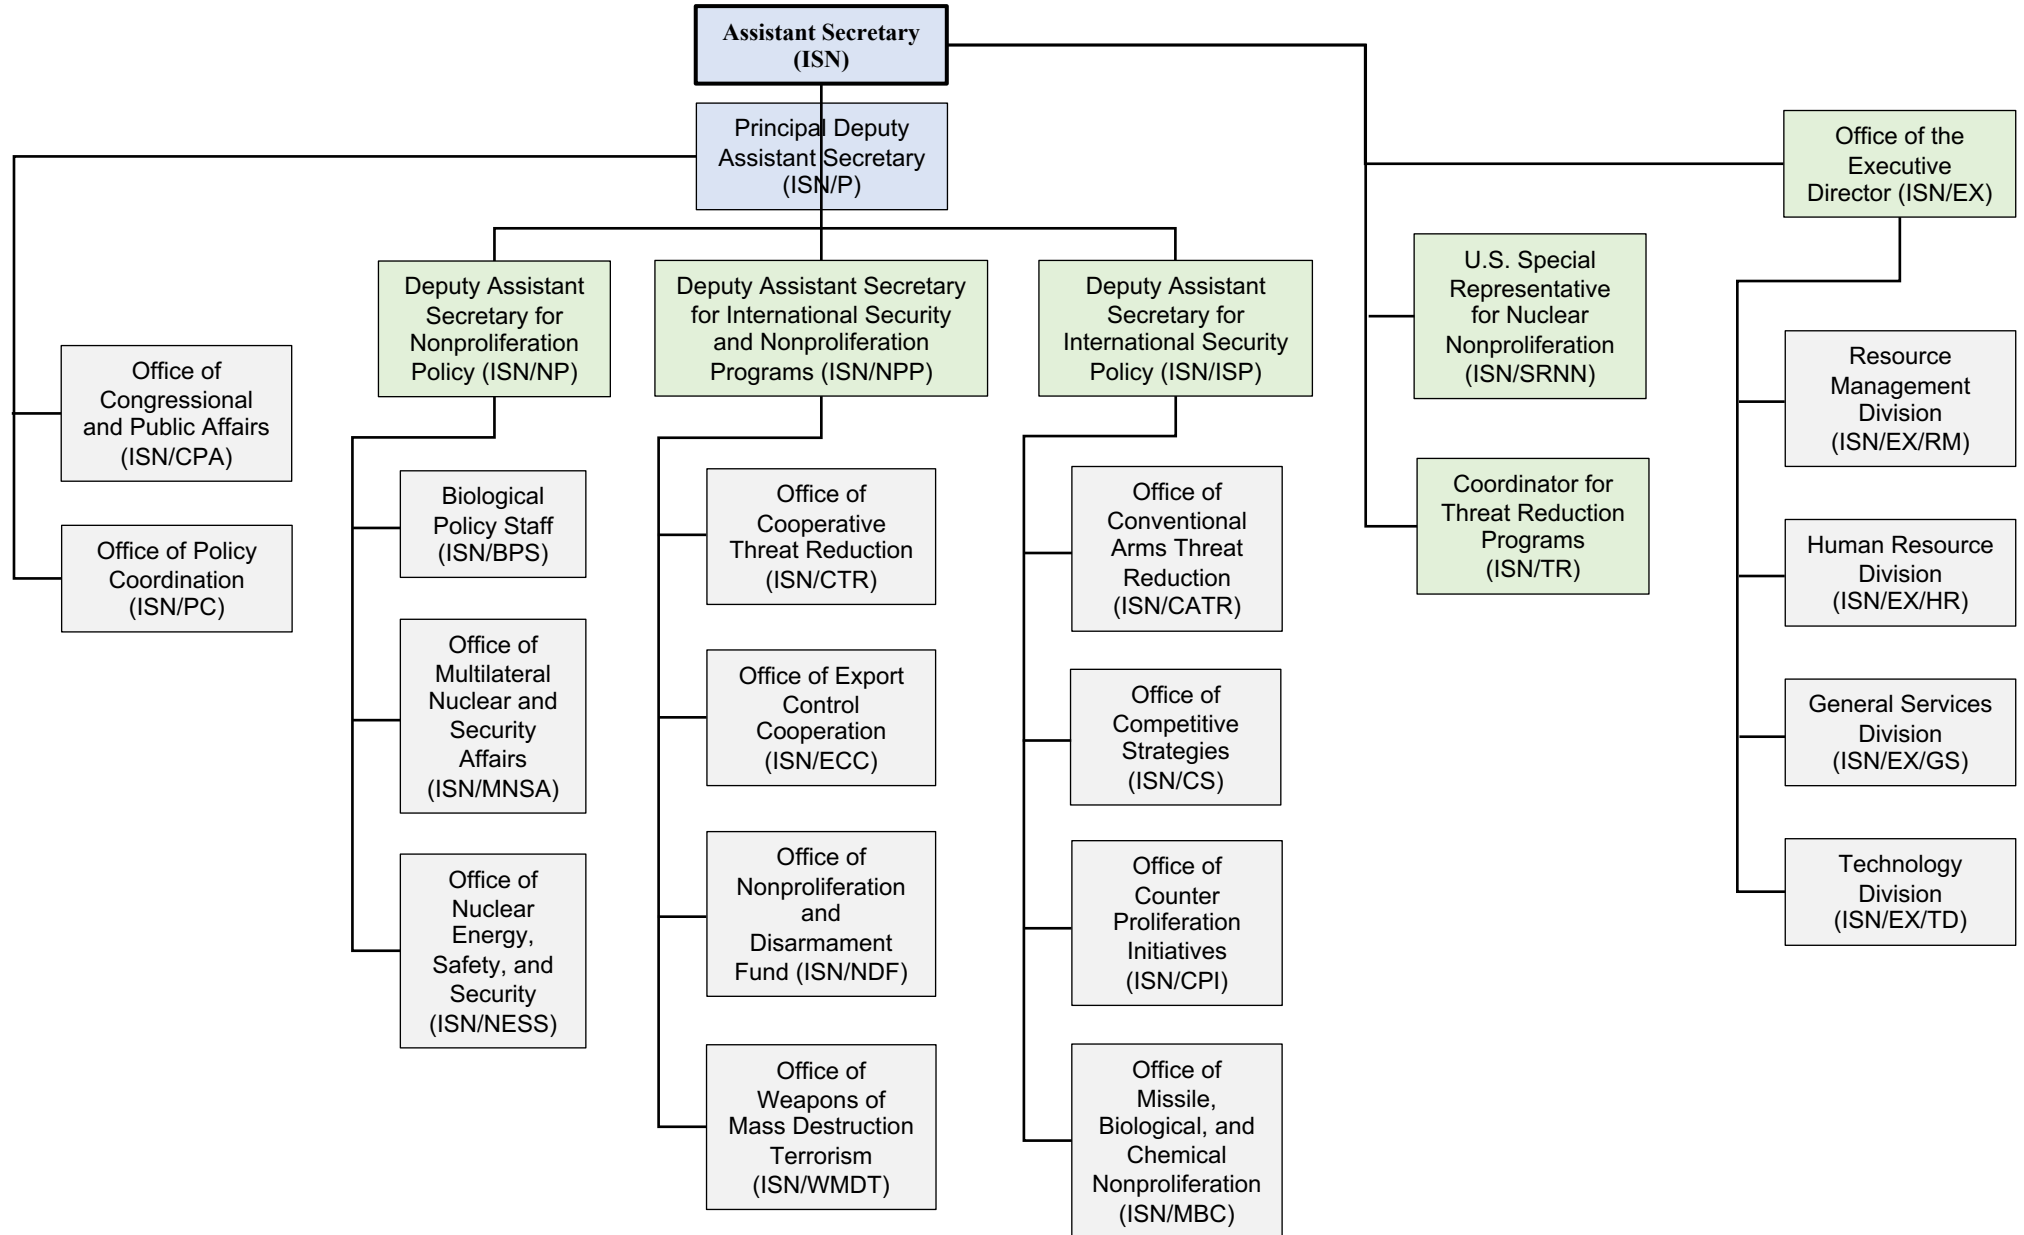 Assistant Secretary
(ISN)
Principal Deputy
Assistant Secretary
(ISN/P)
Office of the
Executive
Director (ISN/EX)
U.S. Special
Representative
for Nuclear
Nonproliferation
(ISN/SRNN)
Deputy Assistant
Secretary for
Nonproliferation
Policy (ISN/NP)
Deputy Assistant Secretary
for International Security
and Nonproliferation
Programs (ISN/NPP)
Deputy Assistant
Secretary for
International Security
Policy (ISN/ISP)
Office of
Congressional
and Public Affairs
(ISN/CPA)
Office of Policy
Coordination
(ISN/PC)
Biological
Policy Staff
(ISN/BPS)
Office of
Multilateral
Nuclear and
Security
Affairs
(ISN/MNSA)
Office of
Nuclear
Energy,
Safety, and
Security
(ISN/NESS)
Office of
Cooperative
Threat Reduction
(ISN/CTR)
Office of Export
Control
Cooperation
(ISN/ECC)
Office of
Nonproliferation
and
Disarmament
Fund (ISN/NDF)
Office of
Weapons of
Mass Destruction
Terrorism
(ISN/WMDT)
Office of
Conventional
Arms Threat
Reduction
(ISN/CATR)
Office of
Competitive
Strategies
(ISN/CS)
Office of
Counter
Proliferation
Initiatives
(ISN/CPI)
Office of
Missile,
Biological, and
Chemical
Nonproliferation
(ISN/MBC)
Coordinator for
Threat Reduction
Programs
(ISN/TR)
Resource
Management
Division
(ISN/EX/RM)
Human Resource
Division
(ISN/EX/HR)
General Services
Division
(ISN/EX/GS)
Technology
Division
(ISN/EX/TD)